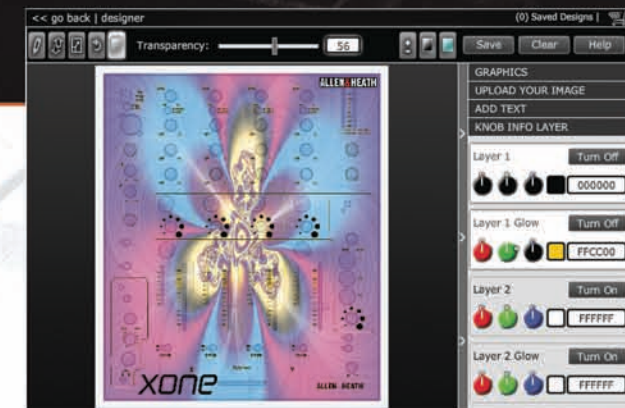 << go back | designer
(0) Saved Designs |
Transparency:
56
Save
Clear
Help
GRAPHICS
UPLOAD YOUR IMAGE
ADD TEXT
KNOB INFO LAYER
Layer 1
Turn Off
000000
Layer 1 Glow
Turn Off
FFCC00
Layer 2
Turn On
FFFFFF
Layer 2 Glow
Turn On
FFFFFF
ALLEN&HEATH
xone
ALLEN & HEATH